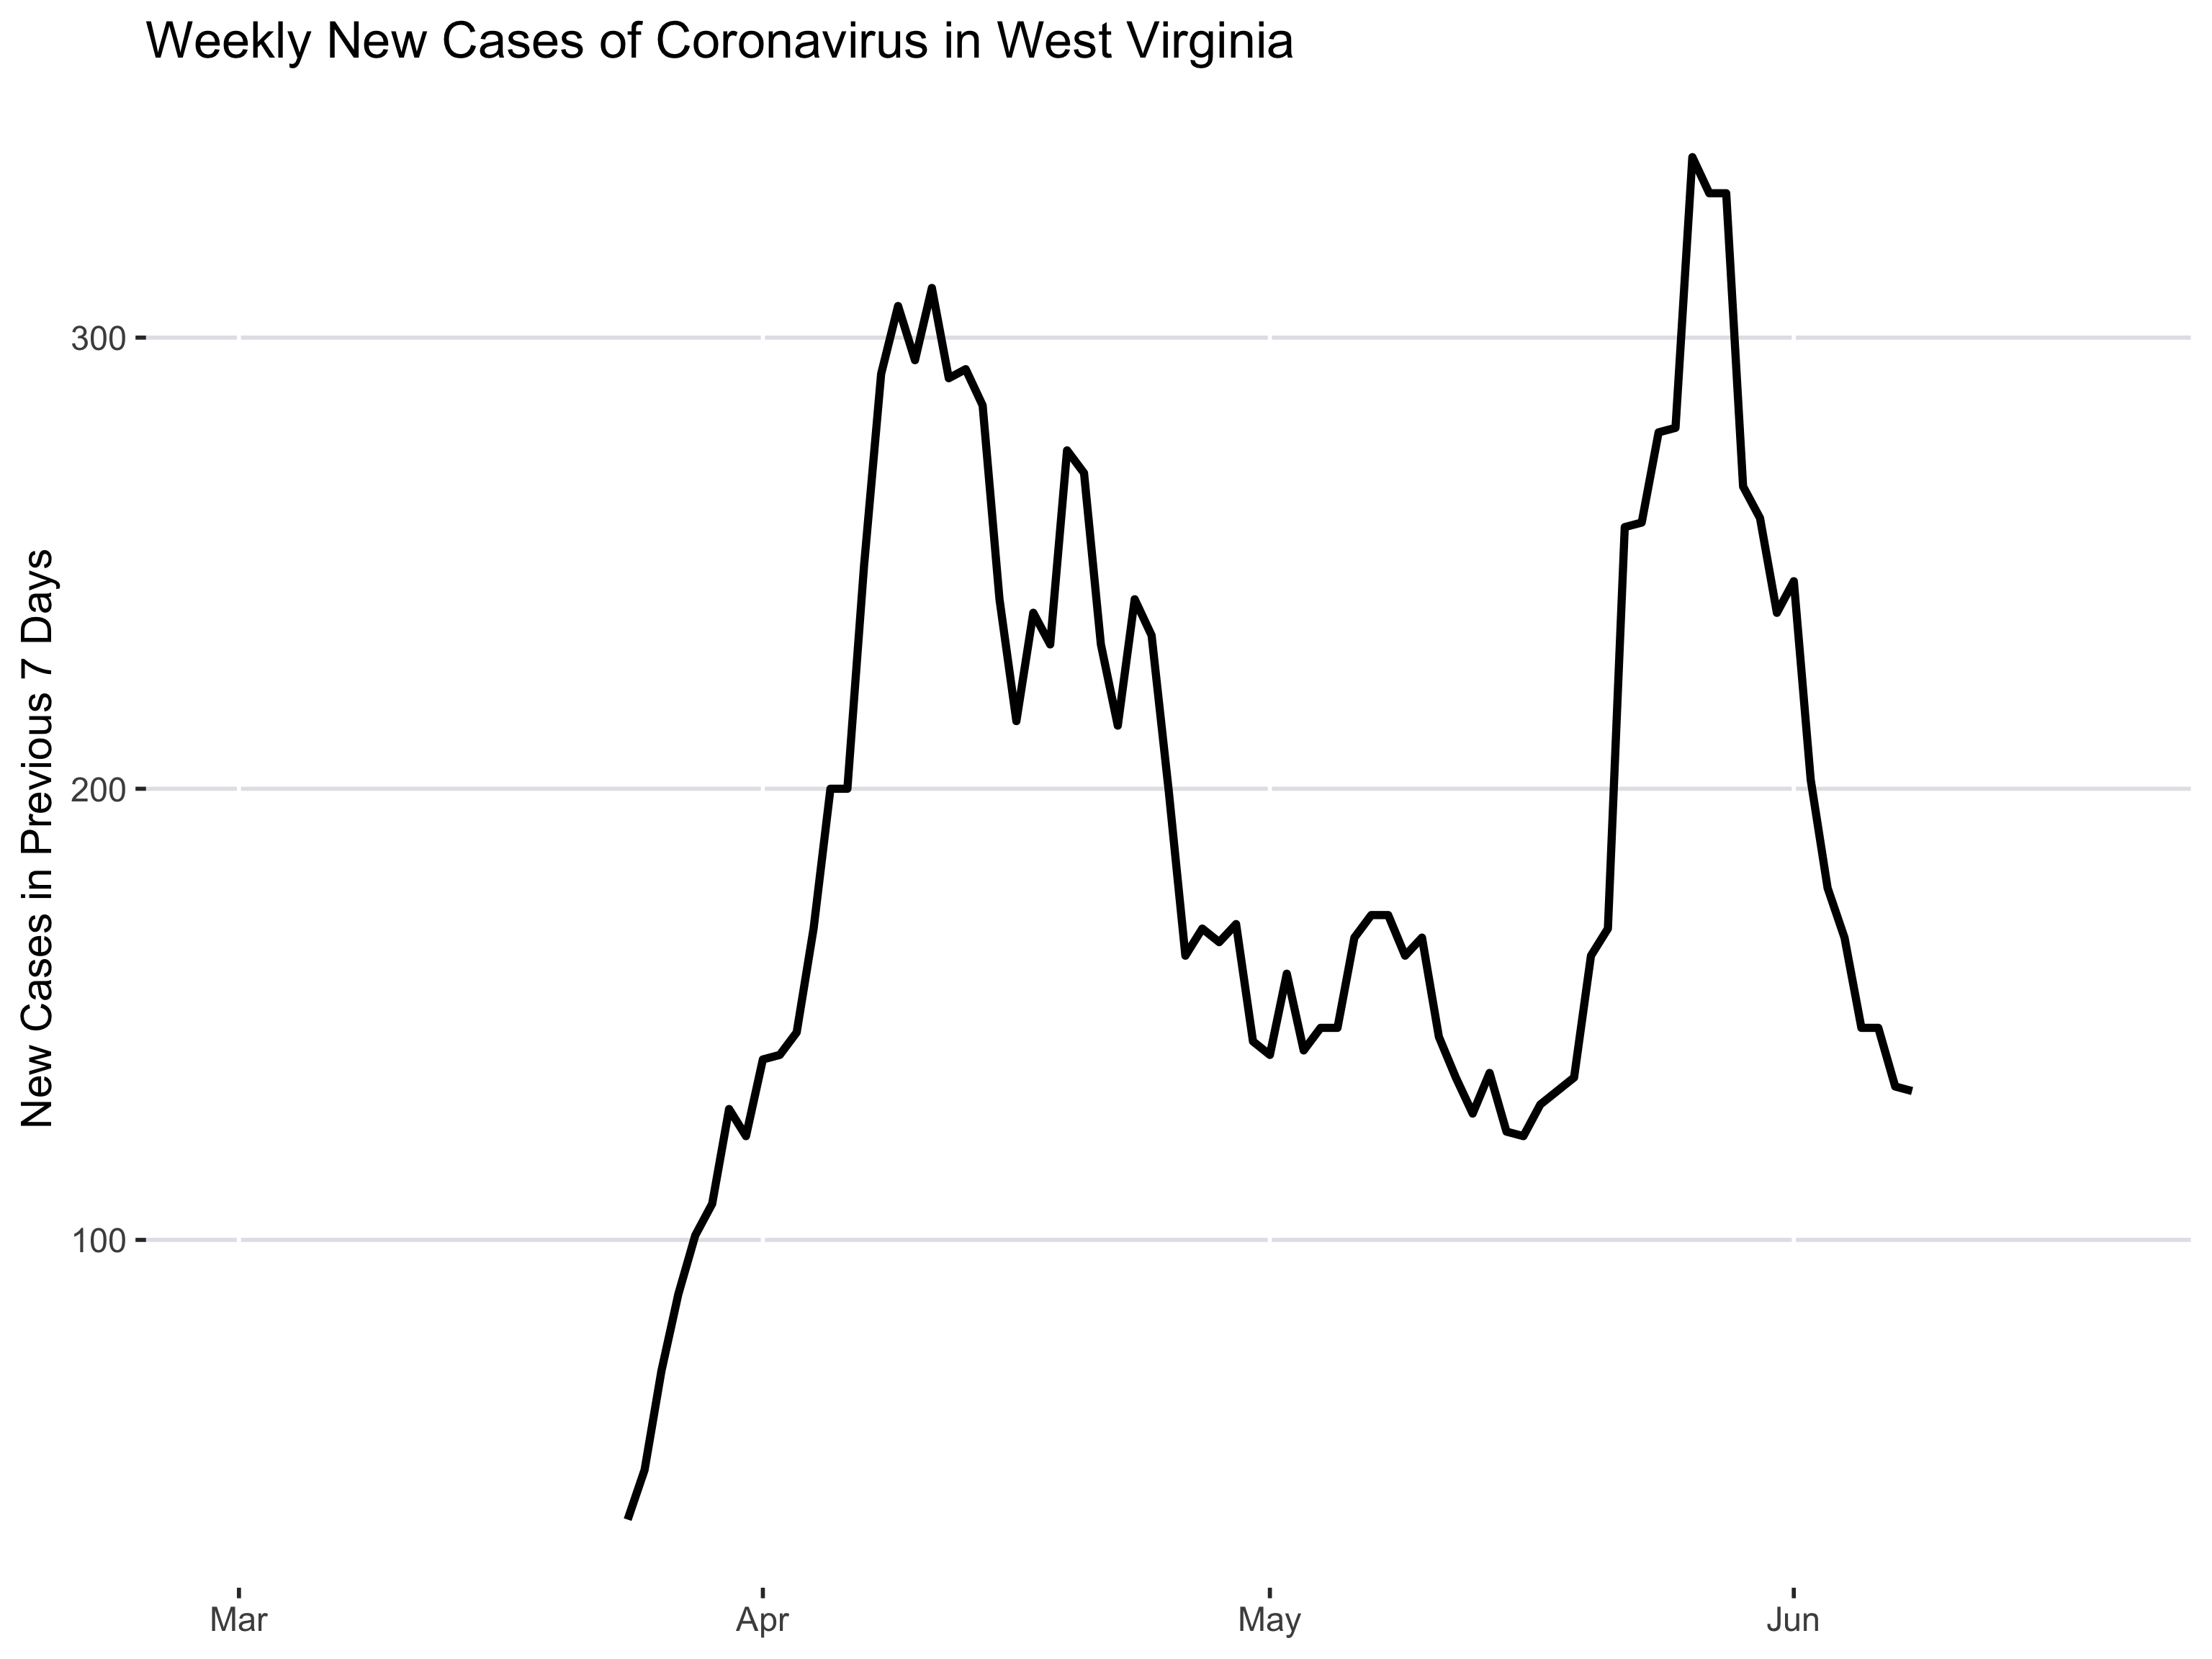 Weekly New Cases of Coronavirus in West Virginia
New Cases in Previous 7 Days
300
200
100
Mar
Apr
May
Jun